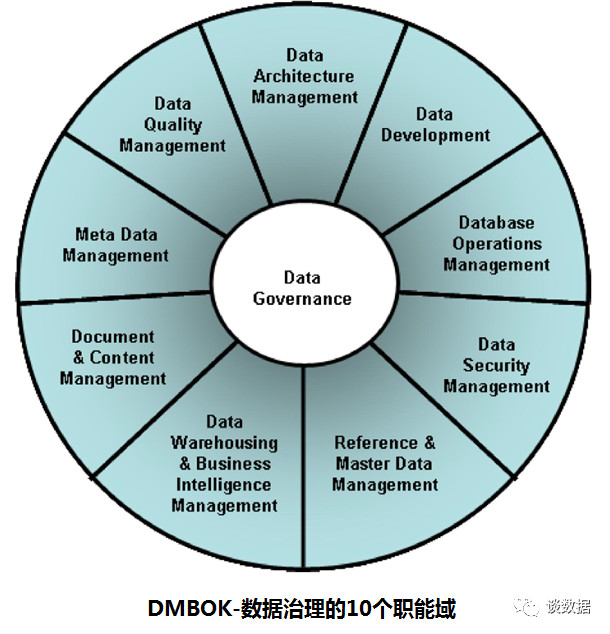 Data
Architecture
Management
Data
Development
Database
Operations
Management
Data
Security
Management
Reference &
Master Data
Management
Data
Warehousing
& Business
Intelligence
Management
Document
& Content
Management
Meta Data
Management
Data
Quality
Management
Data
Governance
DMBOK-数据治理的10个职能域
谈数据